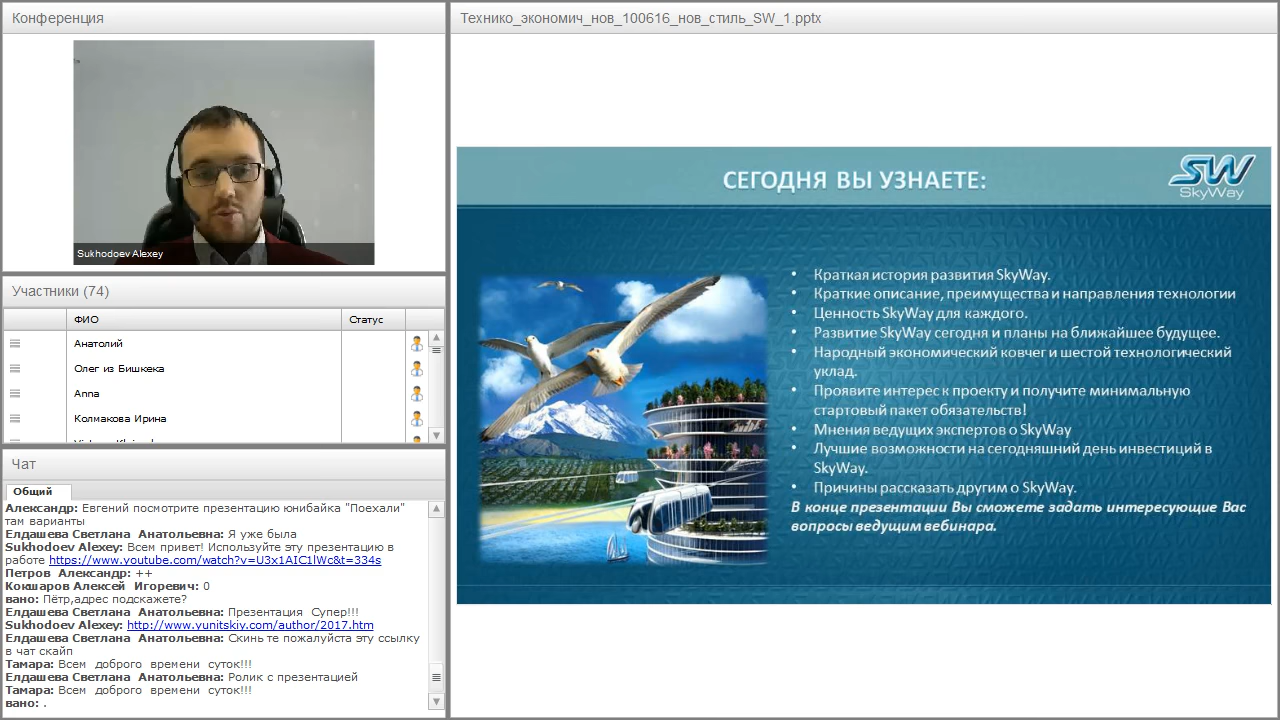 Конференция
Sukhodoev Alexey
Участники (74)
ФИО
Статус
Анатолий
Олег из Бишкека
Anna
Колмакова Ирина
Чат
Общий
Александр: Евгений посмотрите презентацию юнибайка "Поехали"
там варианты
Елдашева Светлана Анатольевна: Я уже была
Sukhodoev Alexey: Всем привет! Используйте эту презентацию в
работе https://www.youtube.com/watch?v=U3x1AIC1lWc&t=334s
Петров Александр: ++
Кокшаров Алексей Игоревич: 0
вано: Пётр,адрес подскажете?
Елдашева Светлана Анатольевна: Презентация Супер!!!
Sukhodoev Alexey: http://www.yunitskiy.com/author/2017.htm
Елдашева Светлана Анатольевна: Скинь те пожалуйста эту ссылку
в чат скайп
Тамара: Всем доброго времени суток!!!
Елдашева Светлана Анатольевна: Ролик с презентацией
Тамара: Всем доброго времени суток!!!
вано: .
Технико_экономич_нов_100616_нов_стиль_SW_1.pptx
СЕГОДНЯ ВЫ УЗНАЕТЕ:
SW
SkyWay
• Краткая история развития SkyWay.
• Краткие описание, преимущества и направления технологии
• Ценность SkyWay для каждого.
• Развитие SkyWay сегодня и планы на ближайшее будущее.
• Народный экономический ковчег и шестой технологический
уклад.
• Проявите интерес к проекту и получите минимальную
стартовый пакет обязательств!
• Мнения ведущих экспертов о SkyWay
• Лучшие возможности на сегодняшний день инвестиций в
SkyWay.
• Причины рассказать другим о SkyWay.
В конце презентации Вы сможете задать интересующие Вас
вопросы ведущим вебинара.